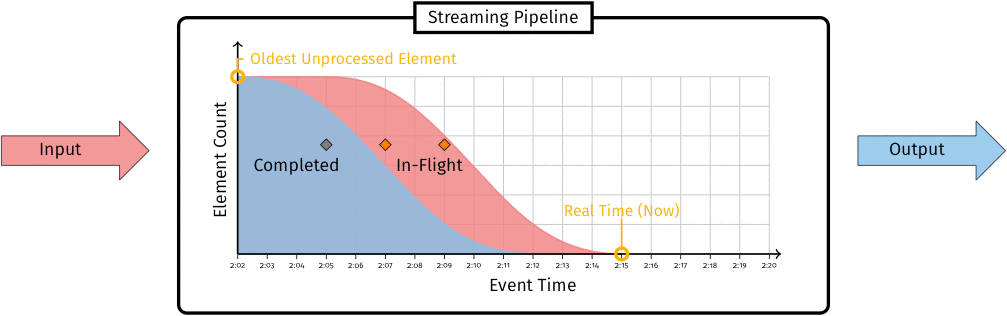 Streaming Pipeline
Oldest Unprocessed Element
Input
Element Count
Completed
In-Flight
Output
Real Time (Now)
2:02 2:03 2:04 2:05 2:06 2:07 2:08 2:09 2:10 2:11 2:12 2:13 2:14 2:15 2:16 2:17 2:18 2:19 2:20
Event Time